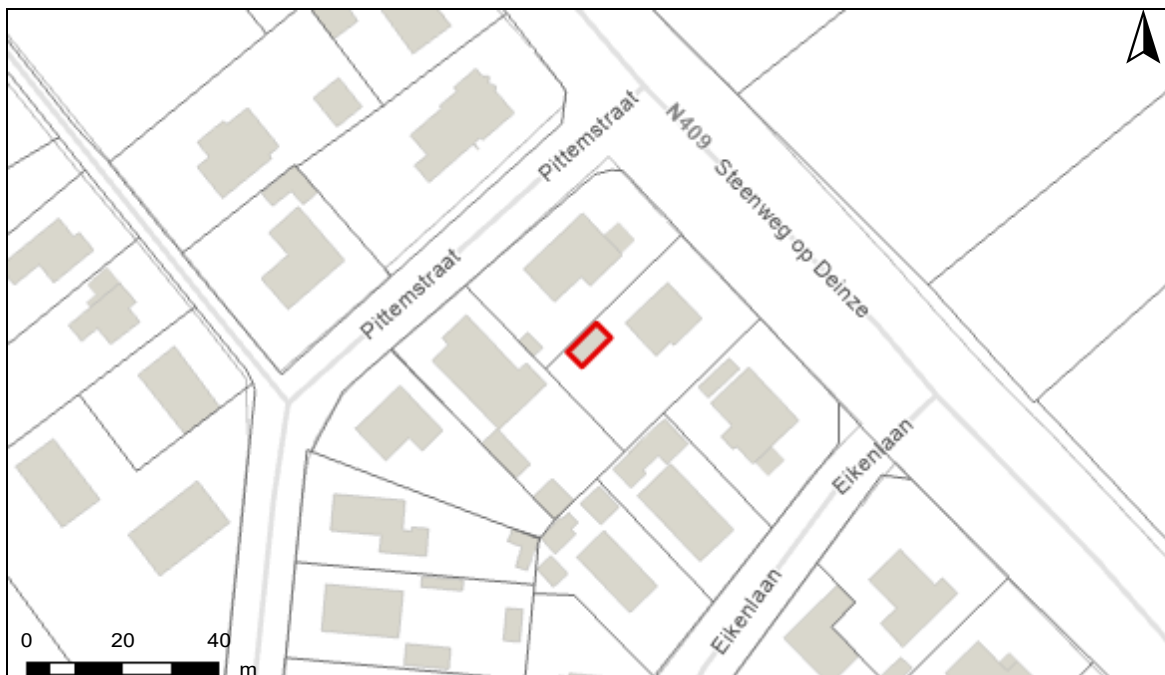 Pittemstraat
N409 Steenweg op Deinze
Pittemstraat
Eikenlaan
Eikenlaan
0 20 40
m